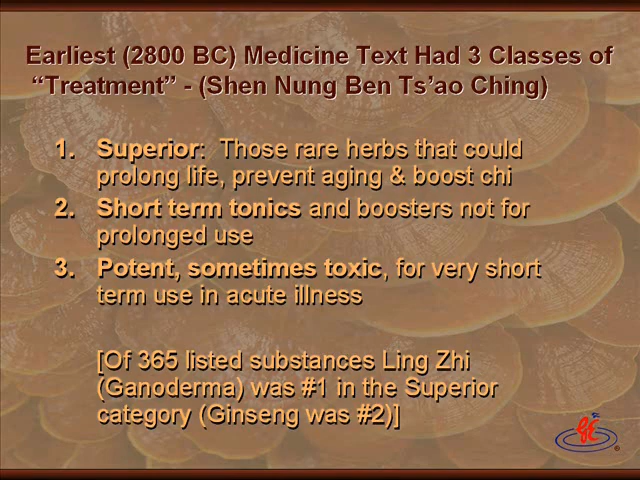 Earliest (2800 BC) Medicine Text Had 3 Classes of
“Treatment” - (Shen Nung Ben Ts’ao Ching)
1. Superior: Those rare herbs that could
prolong life, prevent aging & boost chi
2. Short term tonics and boosters not for
prolonged use
3. Potent, sometimes toxic, for very short
term use in acute illness
[Of 365 listed substances Ling Zhi
(Ganoderma) was #1 in the Superior
category (Ginseng was #2)]
®